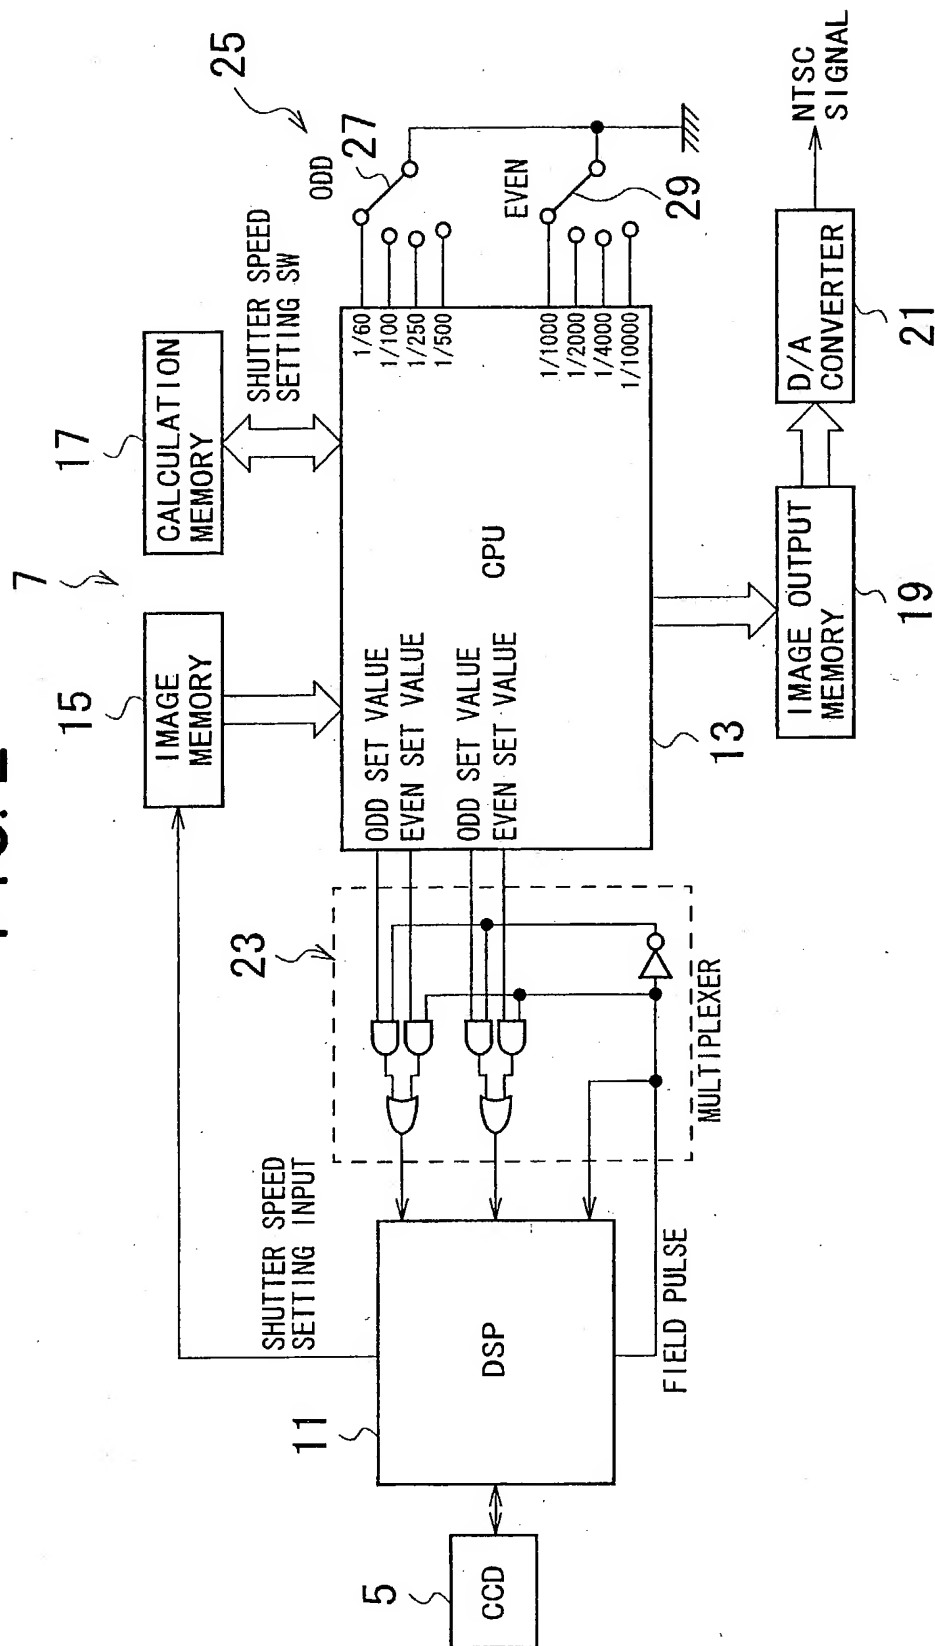 7
15
17
IMAGE
MEMORY
CALCULATION
MEMORY
SHUTTER SPEED
SETTING INPUT
SHUTTER SPEED
SETTING SW
25
ODD
27
23
ODD SET VALUE
EVEN SET VALUE
ODD SET VALUE
EVEN SET VALUE
CPU
1/60
1/100
1/250
1/500
1/1000
1/2000
1/4000
1/10000
EVEN
29
11
DSP
5
CCD
FIELD PULSE
MULTIPLEXER
13
IMAGE OUTPUT
MEMORY
19
D/A
CONVERTER
21
NTSC
SIGNAL